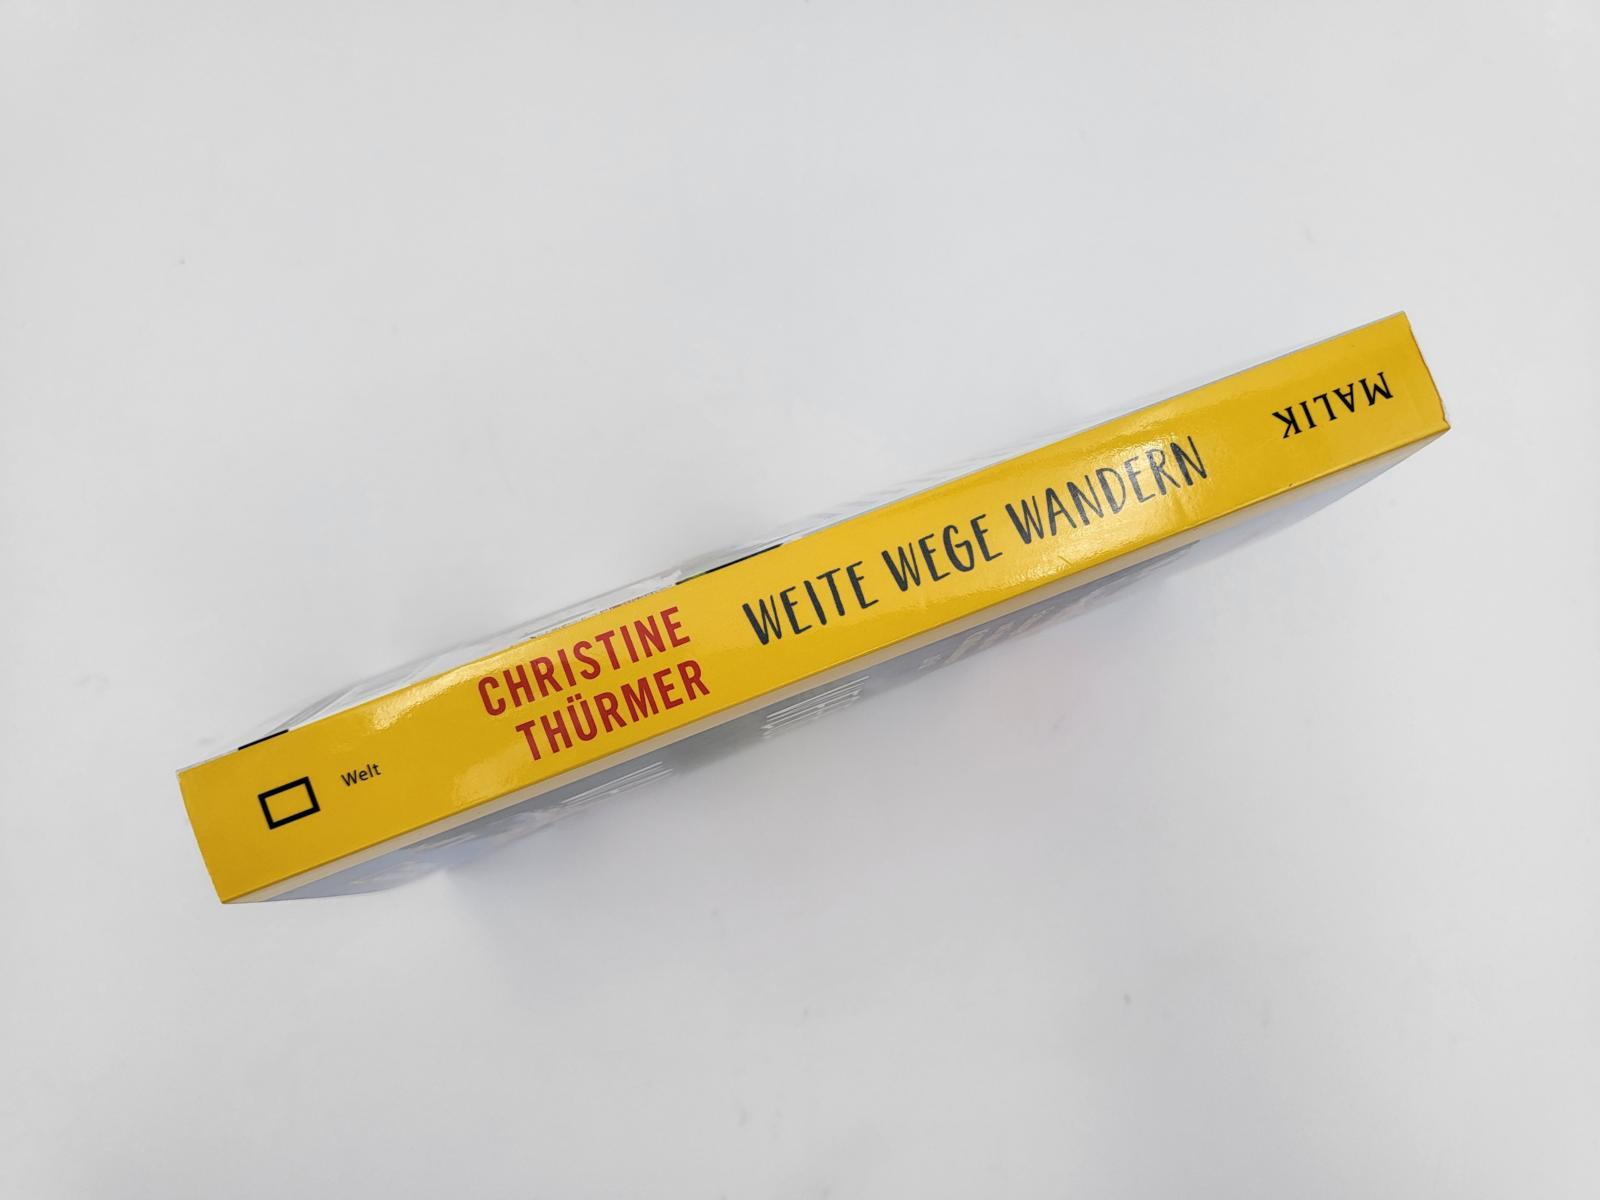 Welt
CHRISTINE
THÜRMER
WEITE WEGE WANDERN
MALIK